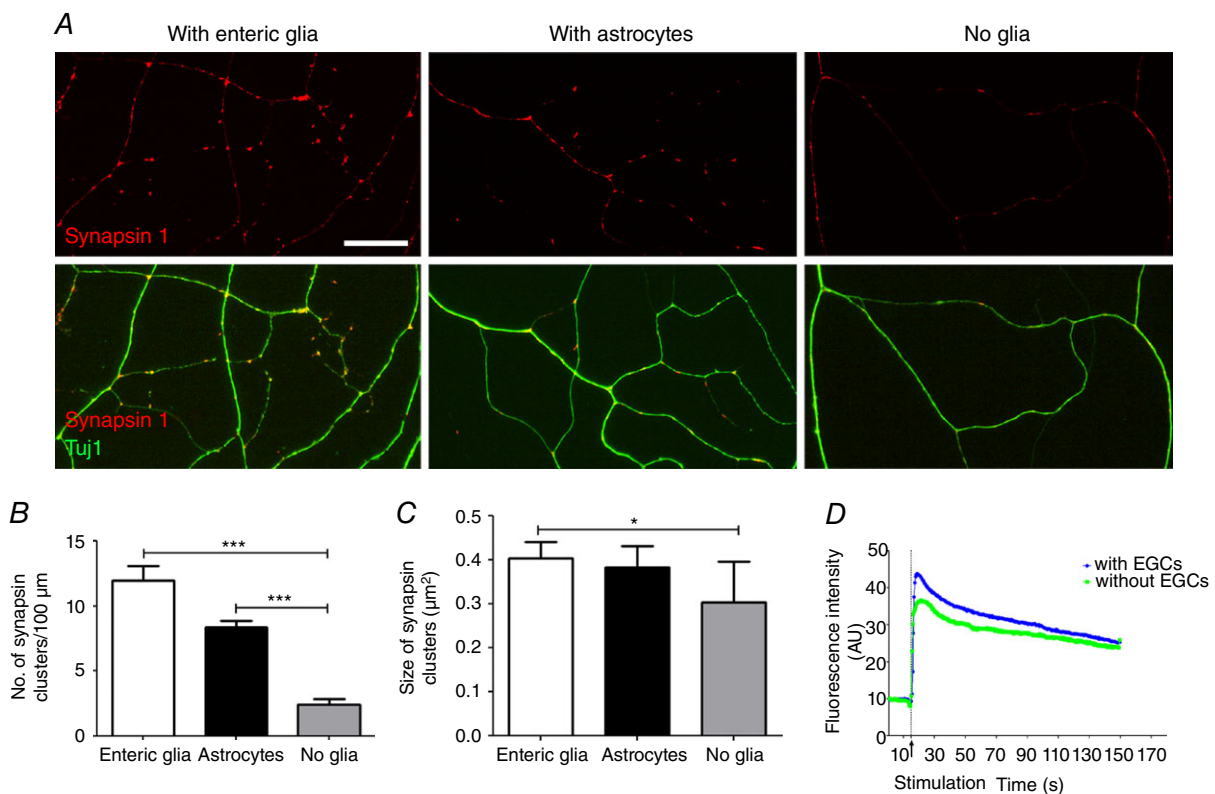 A
With enteric glia
With astrocytes
No glia
Synapsin 1
Synapsin 1
Tuj1
B
No. of synapsin
clusters/100 µm
15
10
5
0
***
***
Enteric glia
Astrocytes
No glia
C
Size of synapsin
clusters (µm²)
0.5
0.4
0.3
0.2
0.1
0.0
*
Enteric glia
Astrocytes
No glia
D
Fluorescence intensity
(AU)
50
40
30
20
10
0
with EGCs
without EGCs
10 30 50 70 90 110 130 150 170
Stimulation Time (s)